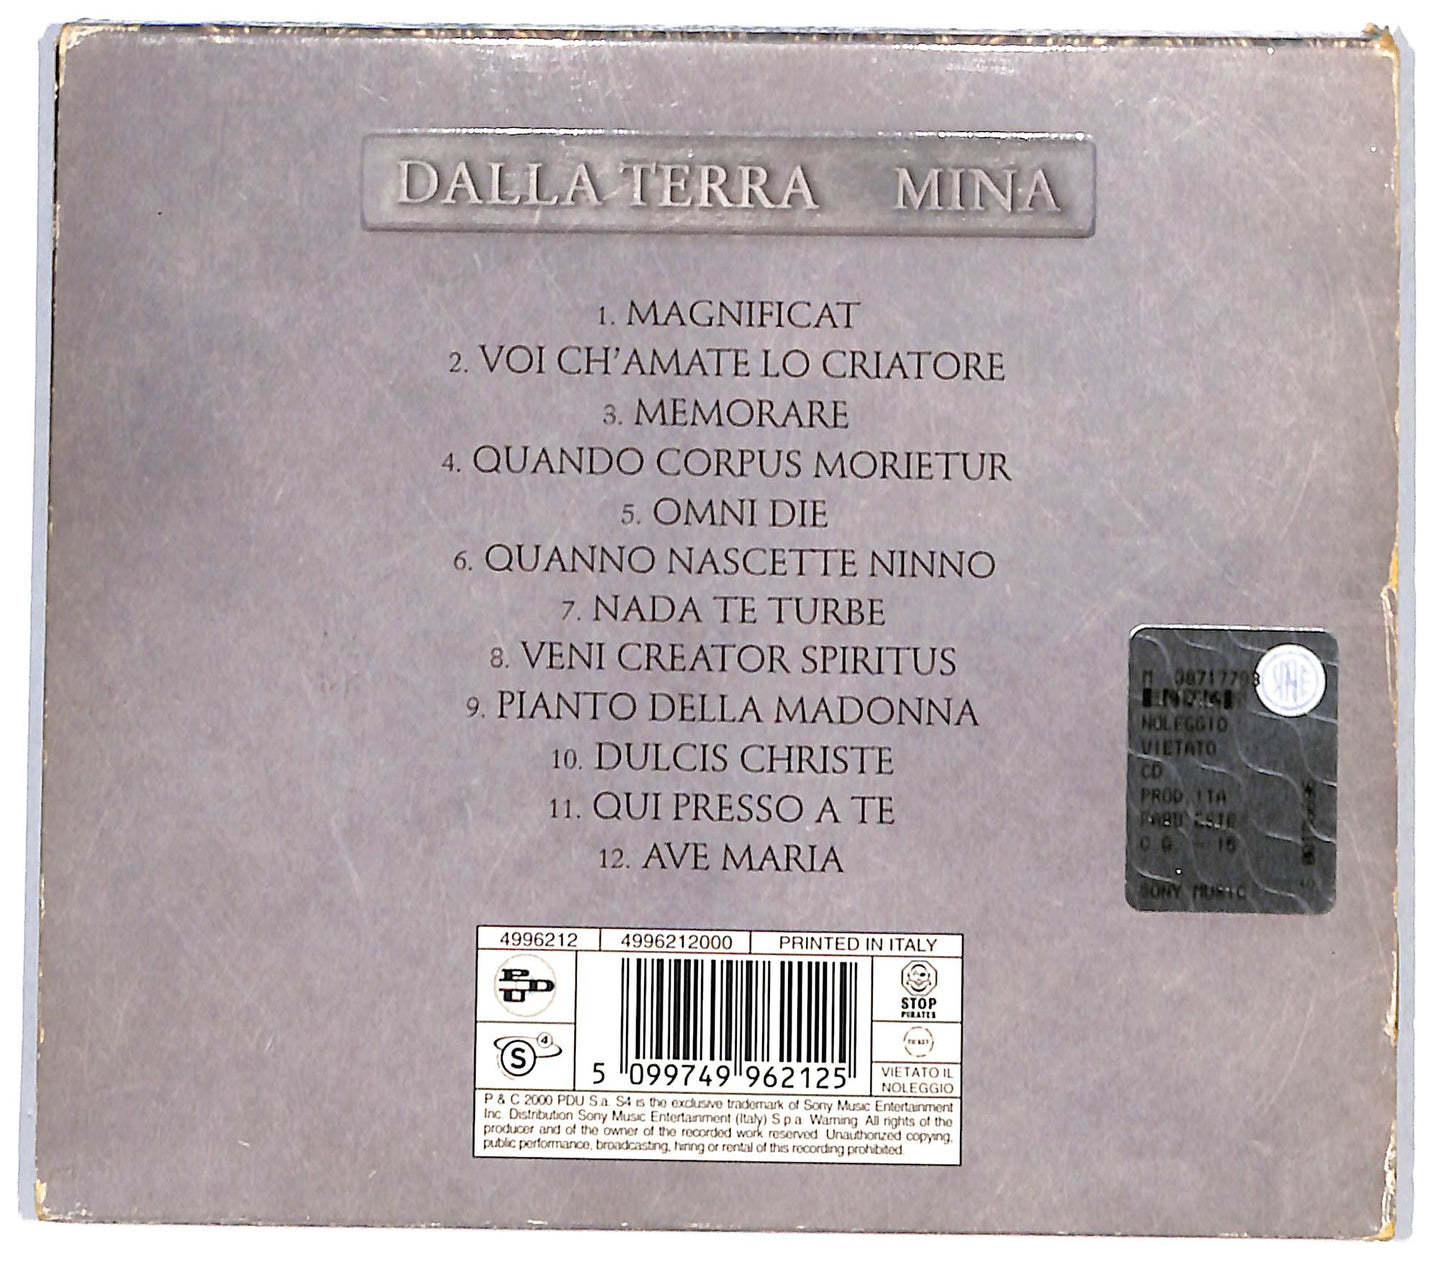 DALLA TERRA MINA
1. MAGNIFICAT
2. VOI CH'AMATE LO CRIATORE
3. MEMORARE
4. QUANDO CORPUS MORIETUR
5. OMNI DIE
6. QUANNO NASCETTE NINNO
7. NADA TE TURBE
8. VENI CREATOR SPIRITUS
9. PIANTO DELLA MADONNA
10. DULCIS CHRISTE
11. QUI PRESSO A TE
12. AVE MARIA
NOLEGGIO
VIETATO
CD
PROD.ITA
SONY MUSIC
4996212 4996212000 PRINTED IN ITALY
PDU
STOP
PIRATES
S4
5 099749 962125
VIETATO IL
NOLEGGIO
P & C 2000 PDU S.a. S4 is the exclusive trademark of Sony Music Entertainment
Inc. Distribution Sony Music Entertainment (Italy) S.p.a. Warning. All rights of the
producer and of the owner of the recorded work reserved. Unauthorized copying,
public performance, broadcasting, hiring or rental of this recording prohibited.